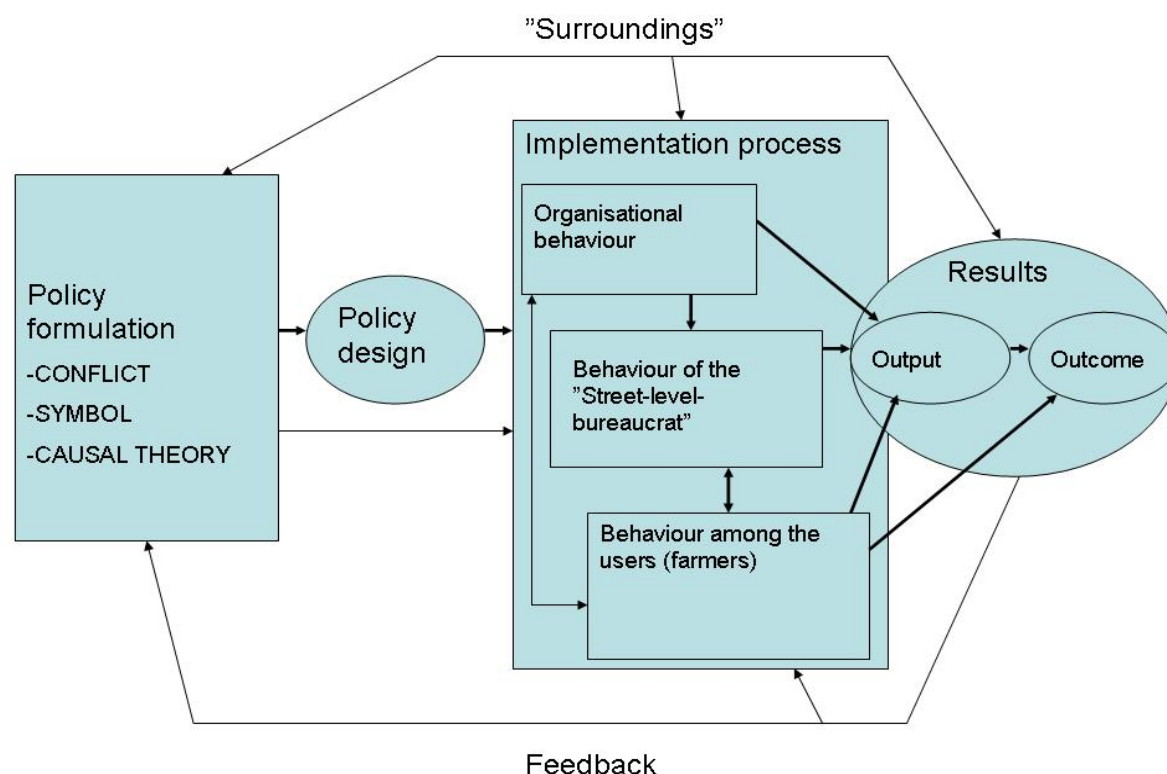 ”Surroundings”
Implementation process
Organisational
behaviour
Results
Policy
formulation
-CONFLICT
-SYMBOL
-CAUSAL THEORY
Policy
design
Behaviour of the
”Street-level-
bureaucrat”
Output
Outcome
Behaviour among the
users (farmers)
Feedback